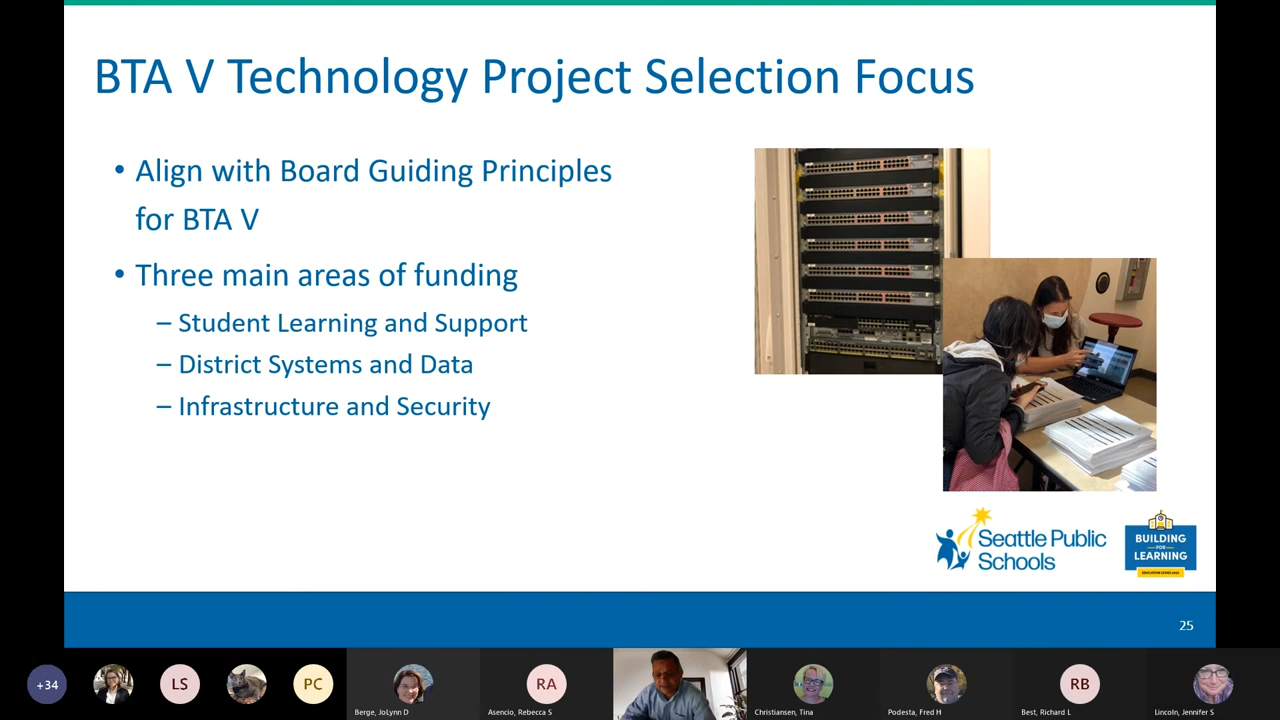 BTA V Technology Project Selection Focus
• Align with Board Guiding Principles
for BTA V
• Three main areas of funding
– Student Learning and Support
– District Systems and Data
– Infrastructure and Security
Seattle Public
Schools
BUILDING
FOR
LEARNING
25
+34
LS
PC
Berge, JoLynn D
RA
Asencio, Rebecca S
Christiansen, Tina
Podesta, Fred H
RB
Best, Richard L
Lincoln, Jennifer S